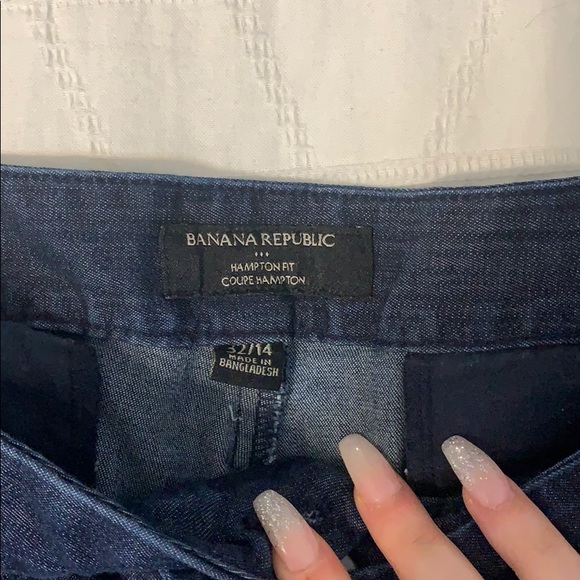 BANANA REPUBLIC
HAMPTON FIT
COUPE HAMPTON
32/14
MADE IN
BANGLADESH